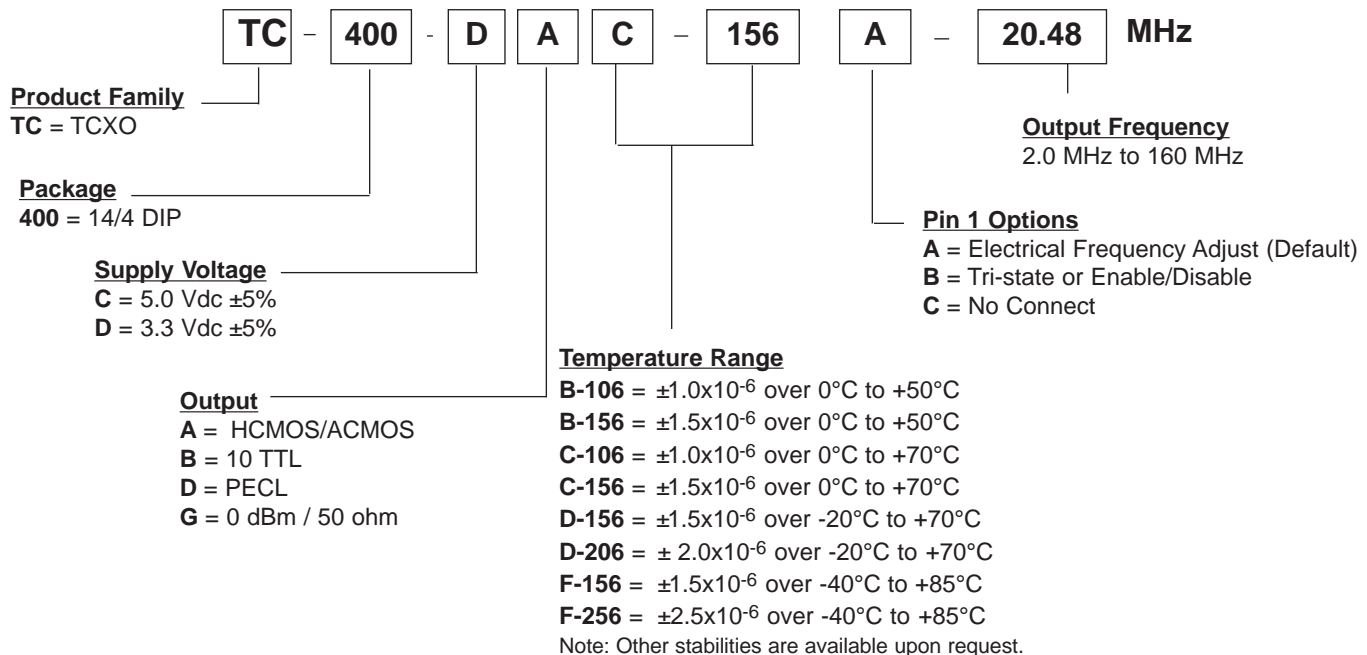 TC - 400 - D A C - 156 A - 20.48 MHz
Product Family
TC = TCXO
Package
400 = 14/4 DIP
Supply Voltage
C = 5.0 Vdc ±5%
D = 3.3 Vdc ±5%
Output
A = HCMOS/ACMOS
B = 10 TTL
D = PECL
G = 0 dBm / 50 ohm
Temperature Range
B-106 = ±1.0x10-6 over 0°C to +50°C
B-156 = ±1.5x10-6 over 0°C to +50°C
C-106 = ±1.0x10-6 over 0°C to +70°C
C-156 = ±1.5x10-6 over 0°C to +70°C
D-156 = ±1.5x10-6 over -20°C to +70°C
D-206 = ± 2.0x10-6 over -20°C to +70°C
F-156 = ±1.5x10-6 over -40°C to +85°C
F-256 = ±2.5x10-6 over -40°C to +85°C
Note: Other stabilities are available upon request.
Pin 1 Options
A = Electrical Frequency Adjust (Default)
B = Tri-state or Enable/Disable
C = No Connect
Output Frequency
2.0 MHz to 160 MHz